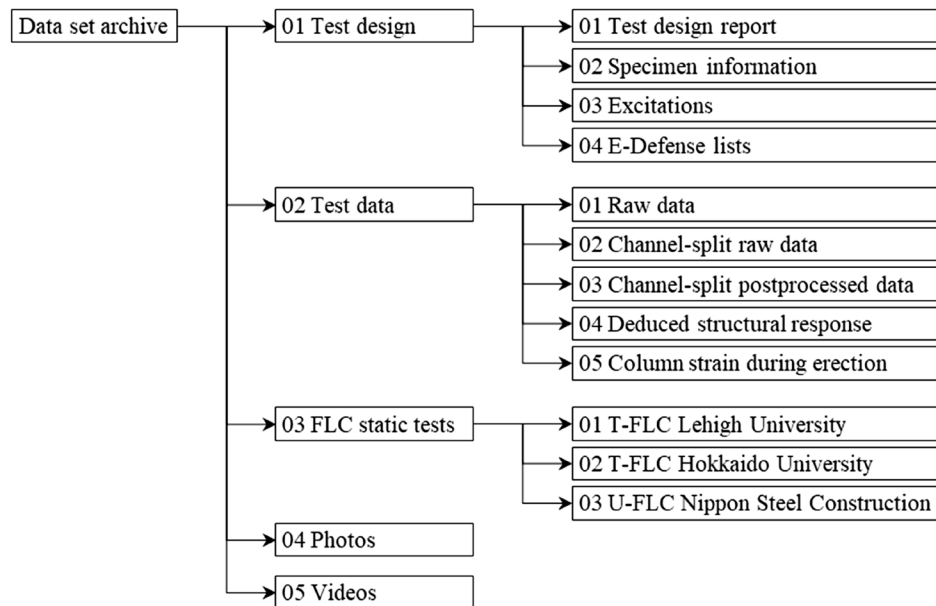 Data set archive
01 Test design
01 Test design report
02 Specimen information
03 Excitations
04 E-Defense lists
02 Test data
01 Raw data
02 Channel-split raw data
03 Channel-split postprocessed data
04 Deduced structural response
05 Column strain during erection
03 FLC static tests
01 T-FLC Lehigh University
02 T-FLC Hokkaido University
03 U-FLC Nippon Steel Construction
04 Photos
05 Videos